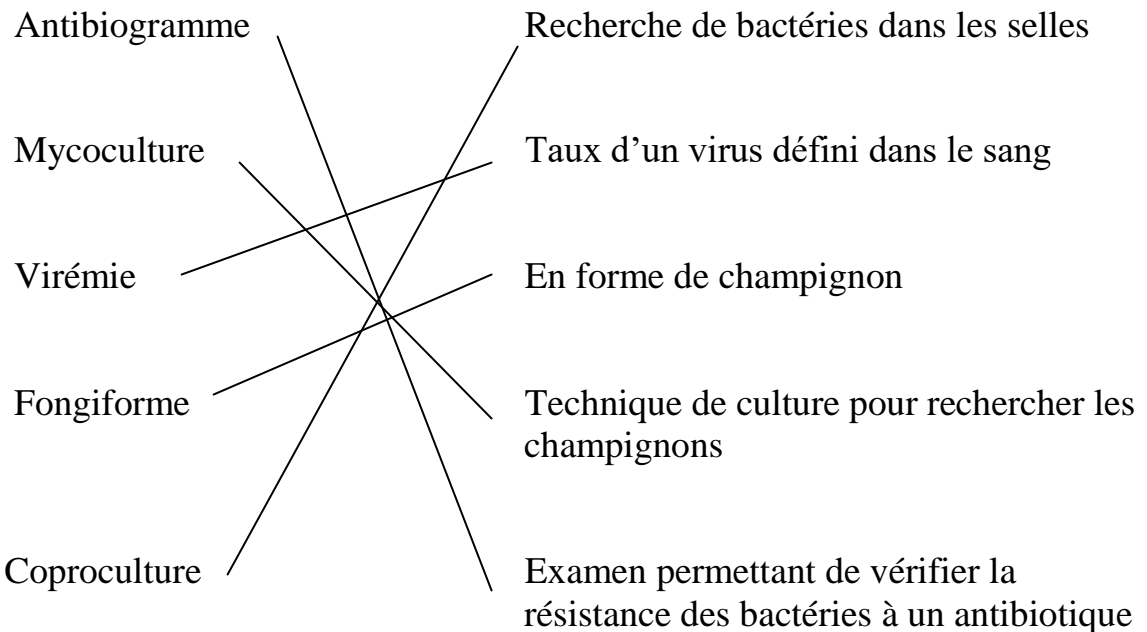 Antibiogramme Recherche de bactéries dans les selles
Mycoculture Taux d’un virus défini dans le sang
Virémie En forme de champignon
Fongiforme Technique de culture pour rechercher les
champignons
Coproculture Examen permettant de vérifier la
résistance des bactéries à un antibiotique